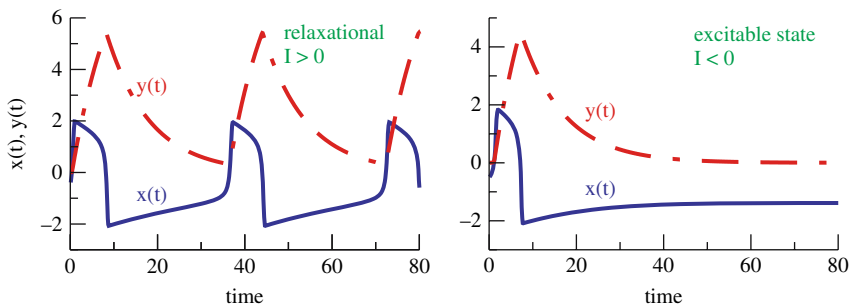 6
4
2
0
−2
x(t), y(t)
relaxational
I > 0
y(t)
x(t)
0
20
40
60
80
time
4
2
0
−2
excitable state
I < 0
y(t)
x(t)
0
20
40
60
80
time